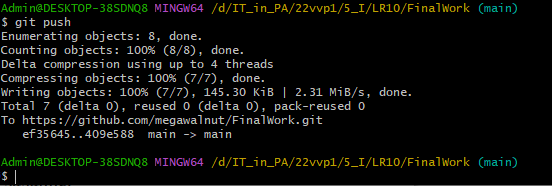 Admin@DESKTOP-38SDNQ8 MINGW64 /d/IT_in_PA/22vvp1/5_I/LR10/FinalWork (main)
$ git push
Enumerating objects: 8, done.
Counting objects: 100% (8/8), done.
Delta compression using up to 4 threads
Compressing objects: 100% (7/7), done.
Writing objects: 100% (7/7), 145.30 KiB | 2.31 MiB/s, done.
Total 7 (delta 0), reused 0 (delta 0), pack-reused 0
To https://github.com/megawalnut/FinalWork.git
   ef35645..409e588  main -> main
Admin@DESKTOP-38SDNQ8 MINGW64 /d/IT_in_PA/22vvp1/5_I/LR10/FinalWork (main)
$